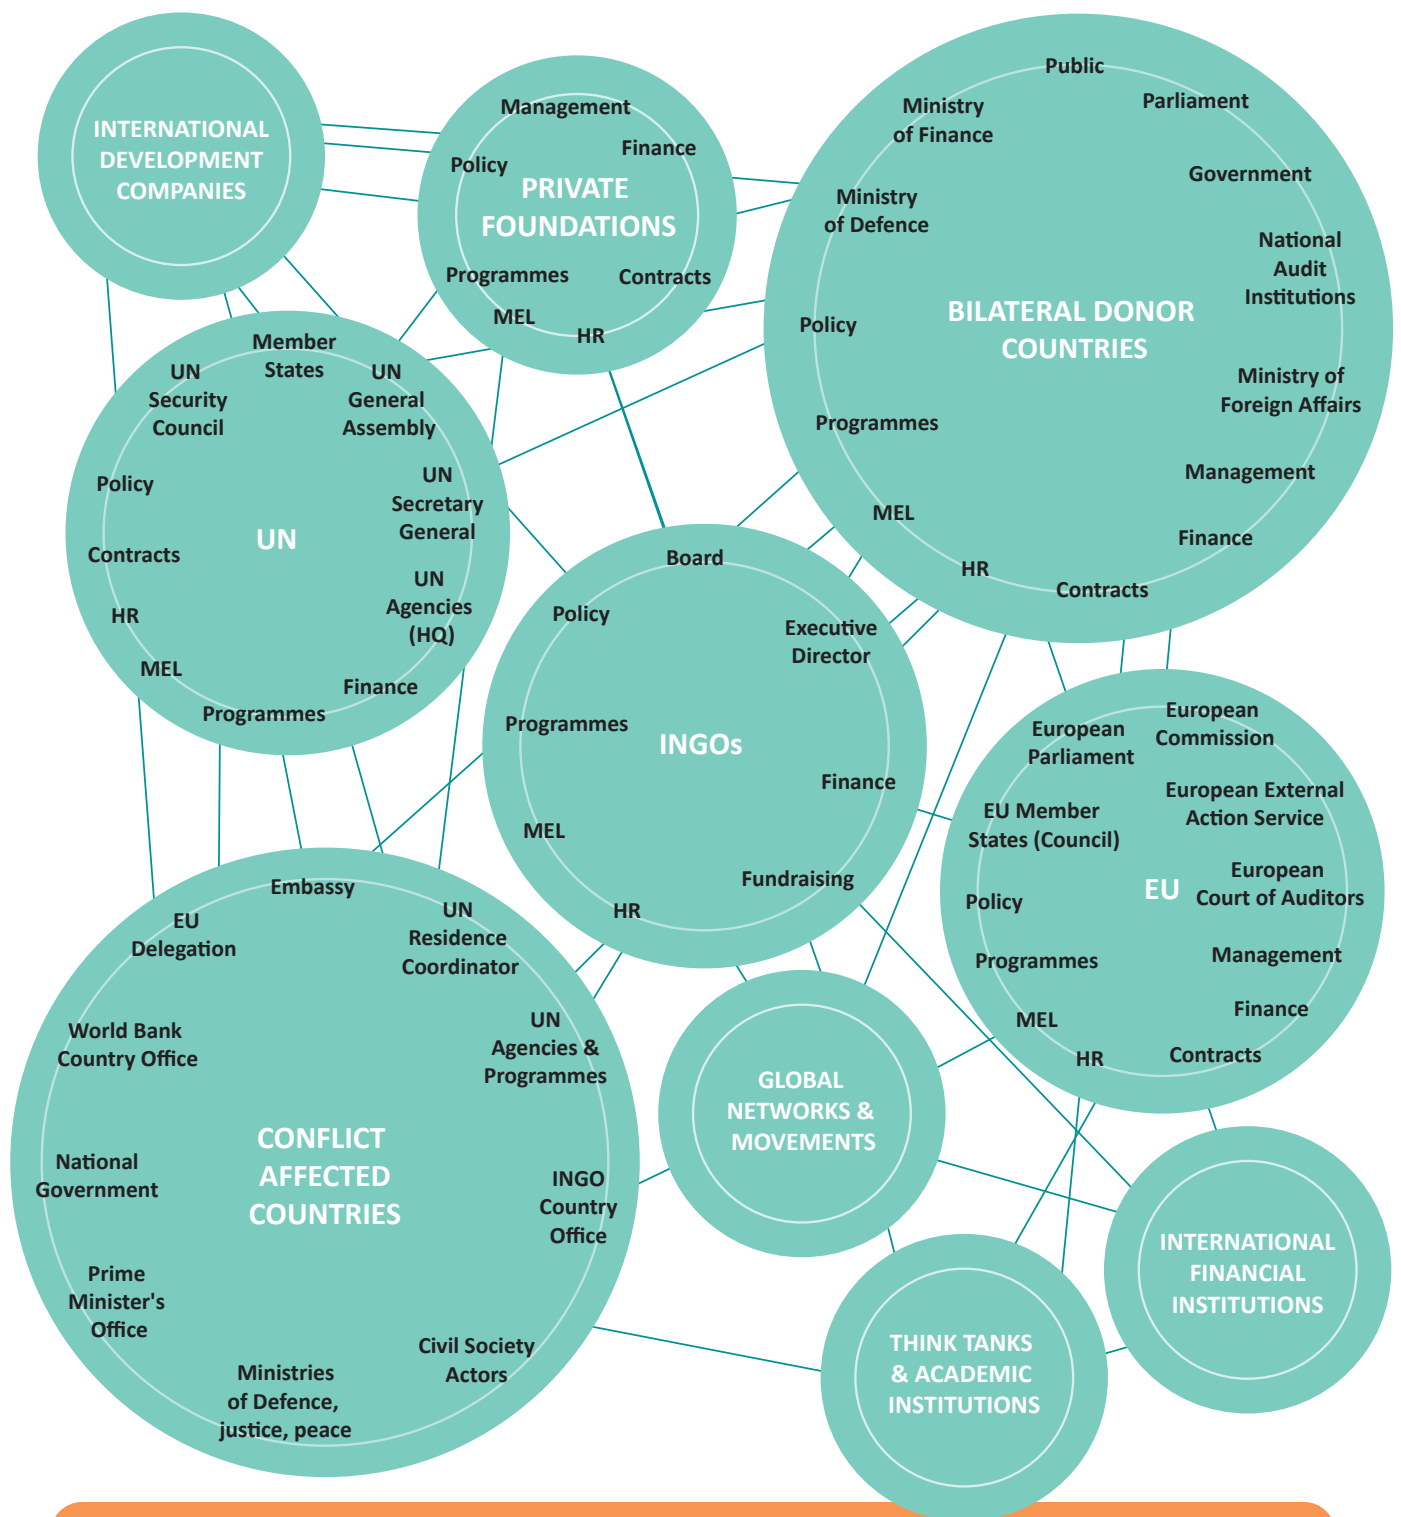 INTERNATIONAL
DEVELOPMENT
COMPANIES
Management
Finance
Policy
PRIVATE
FOUNDATIONS
Programmes
Contracts
MEL
HR
Public
Parliament
Ministry
of Finance
Government
Ministry
of Defence
National
Audit
Institutions
BILATERAL DONOR
COUNTRIES
Policy
Ministry of
Foreign Affairs
Programmes
Management
MEL
Finance
HR
Contracts
Member
States
UN
Security
Council
UN
General
Assembly
Policy
UN
Secretary
General
UN
Contracts
UN
Agencies
(HQ)
HR
MEL
Finance
Programmes
Board
Policy
Executive
Director
Programmes
INGOs
Finance
MEL
Fundraising
HR
European
Commission
European
Parliament
European External
Action Service
EU Member
States (Council)
European
Court of Auditors
EU
Policy
Management
Programmes
Finance
MEL
Contracts
HR
Embassy
EU
Delegation
UN
Residence
Coordinator
World Bank
Country Office
UN
Agencies &
Programmes
CONFLICT
AFFECTED
COUNTRIES
National
Government
INGO
Country
Office
Prime
Minister's
Office
Civil Society
Actors
Ministries
of Defence,
justice, peace
GLOBAL
NETWORKS &
MOVEMENTS
INTERNATIONAL
FINANCIAL
INSTITUTIONS
THINK TANKS
& ACADEMIC
INSTITUTIONS